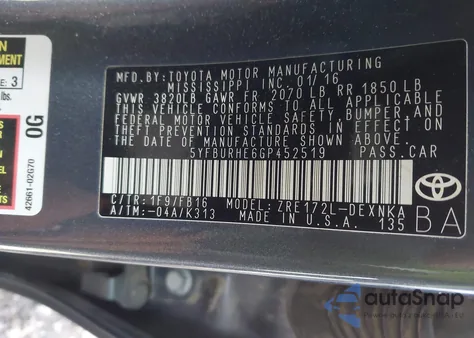 MENT
3
lbs.
0G
42661-02G70
MFD.BY:TOYOTA MOTOR MANUFACTURING
MISSISSIPPI INC 01/16
GVWR 3820LB GAWR FR 2070 LB RR 1850 LB
THIS VEHICLE CONFORMS TO ALL APPLICABLE
FEDERAL MOTOR VEHICLE SAFETY, BUMPER, AND
THEFT PREVENTION STANDARDS IN EFFECT ON
THE DATE OF MANUFACTURE SHOWN ABOVE.
5YFBURHE6GP452519 PASS.CAR
C/TR: 1F9/FB16 MODEL: ZRE172L-DEXNKA
A/TM: -04A/K313 MADE IN U.S.A. 135
TOYOTA
BA
autoSnap